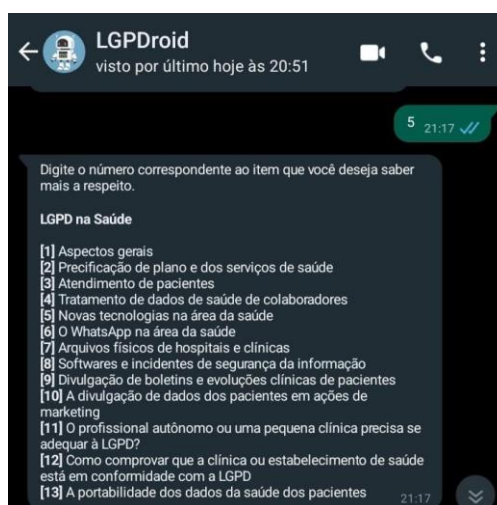 LGPDroid
visto por último hoje às 20:51
5 21:17
Digite o número correspondente ao item que você deseja saber
mais a respeito.
LGPD na Saúde
[1] Aspectos gerais
[2] Precificação de plano e dos serviços de saúde
[3] Atendimento de pacientes
[4] Tratamento de dados de saúde de colaboradores
[5] Novas tecnologias na área da saúde
[6] O WhatsApp na área da saúde
[7] Arquivos físicos de hospitais e clínicas
[8] Softwares e incidentes de segurança da informação
[9] Divulgação de boletins e evoluções clínicas de pacientes
[10] A divulgação de dados dos pacientes em ações de
marketing
[11] O profissional autônomo ou uma pequena clínica precisa se
adequar à LGPD?
[12] Como comprovar que a clínica ou estabelecimento de saúde
está em conformidade com a LGPD
[13] A portabilidade dos dados da saúde dos pacientes 21:17